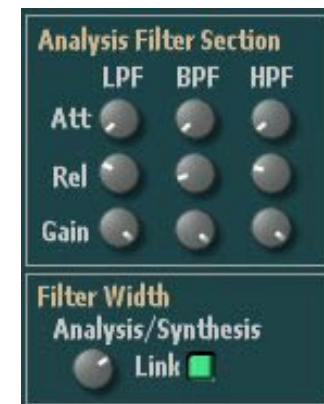 Analysis Filter Section
LPF BPF HPF
Att
Rel
Gain
Filter Width
Analysis/Synthesis
Link